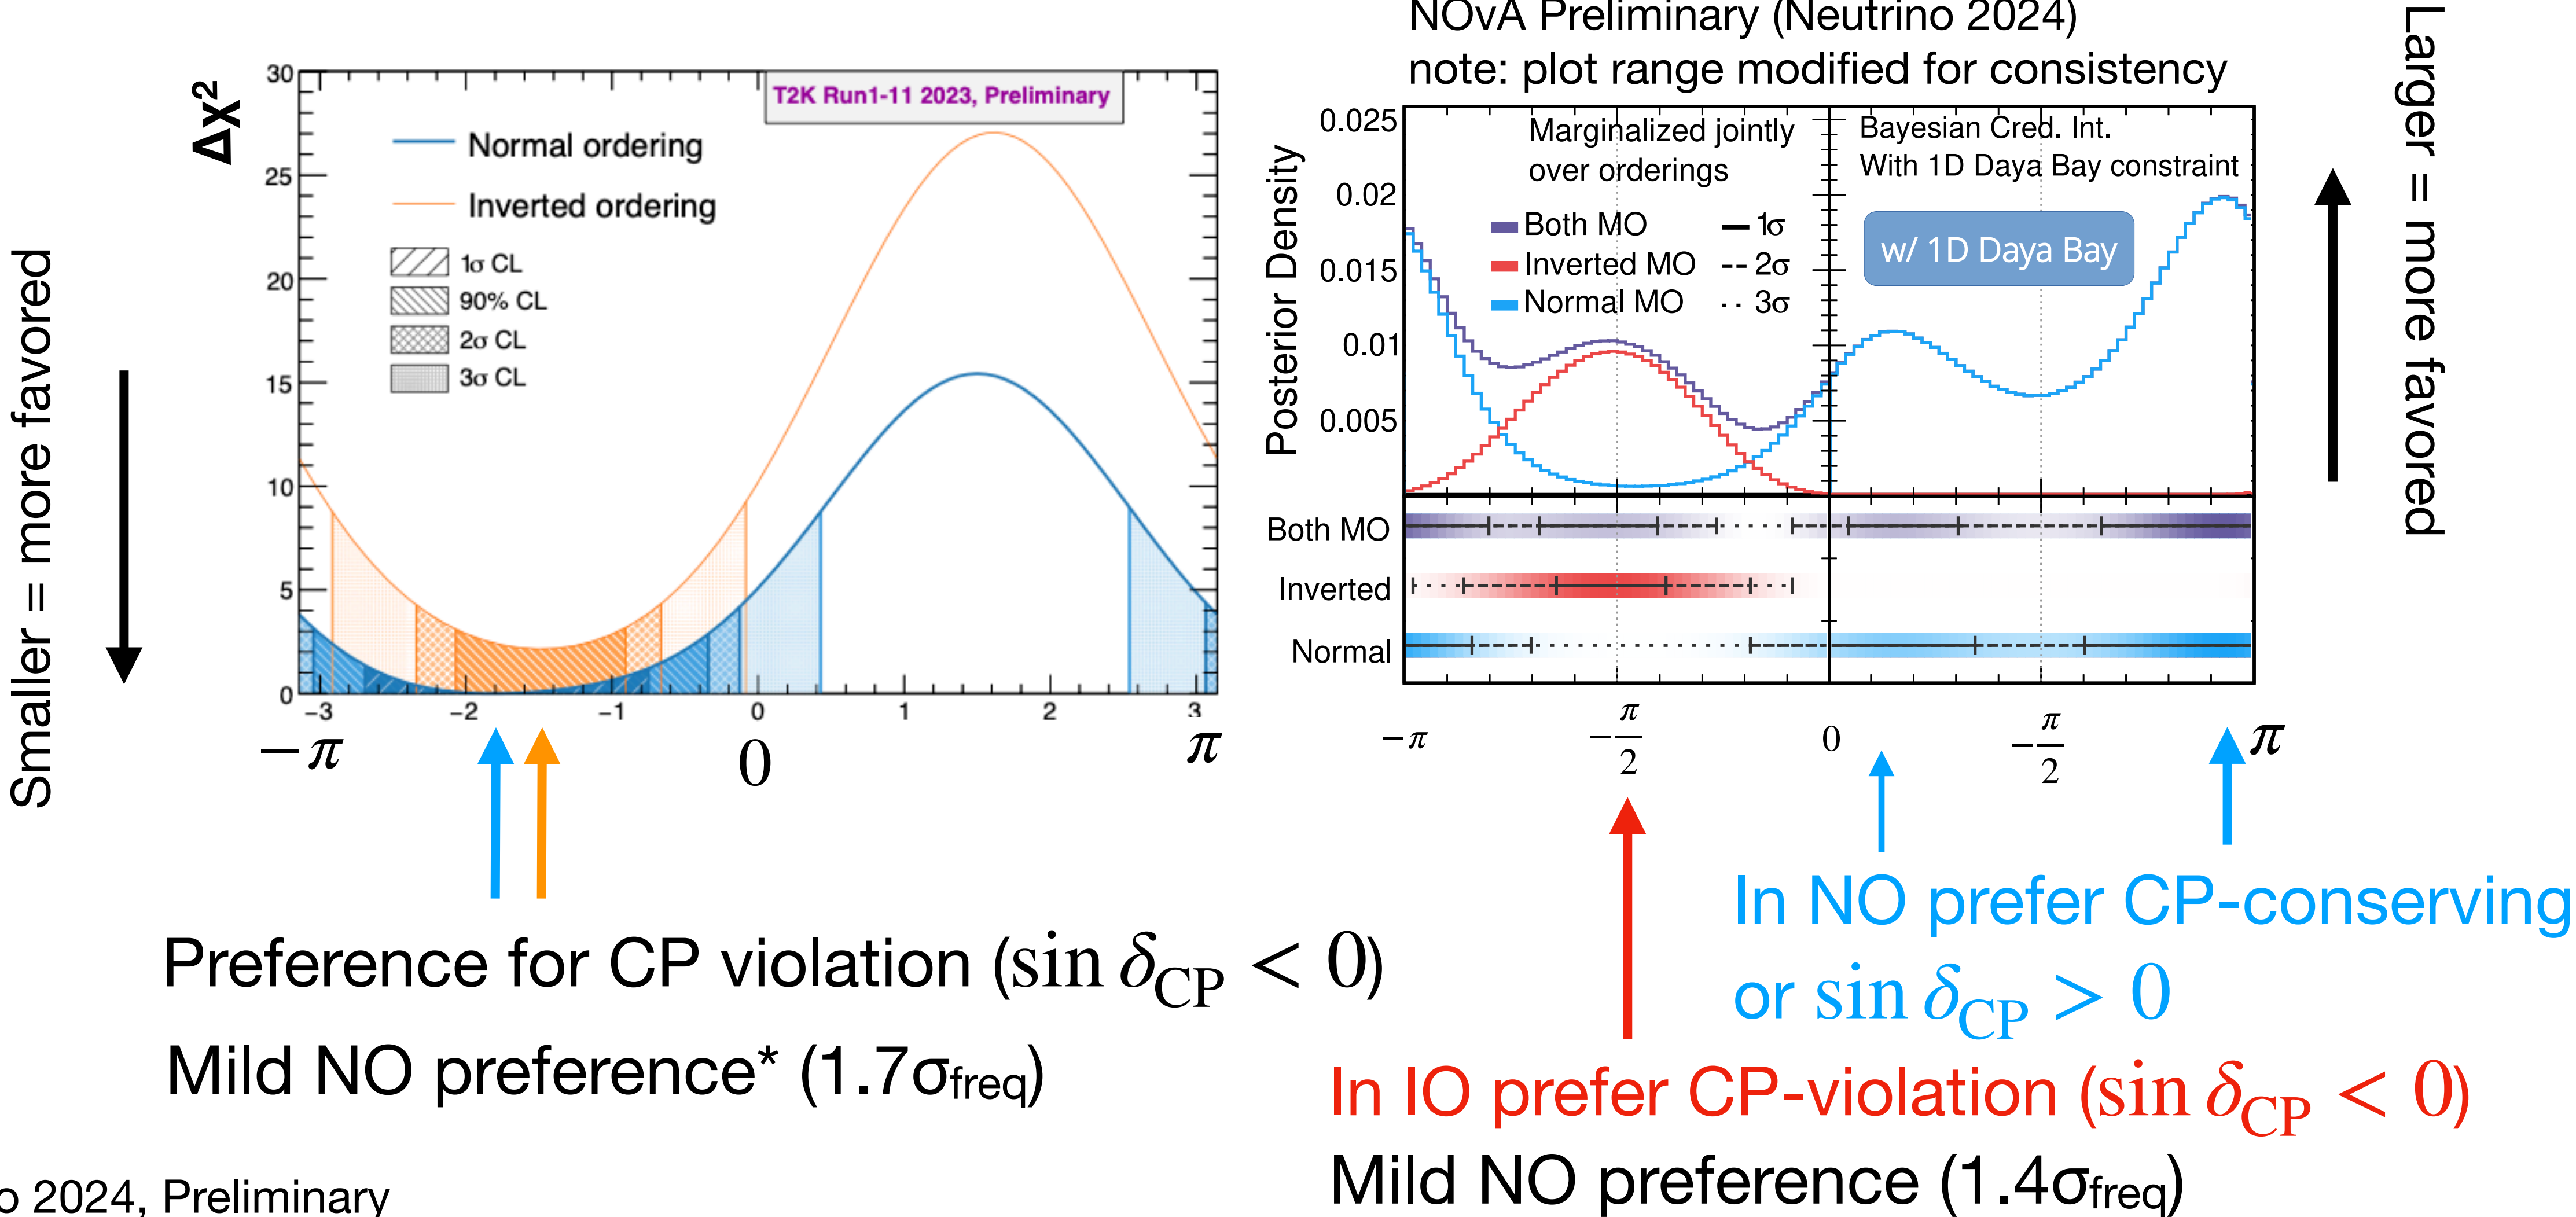 Smaller = more favored
Δχ²
30
25
20
15
10
5
0
T2K Run1-11 2023, Preliminary
Normal ordering
Inverted ordering
1σ CL
90% CL
2σ CL
3σ CL
−3
−2
−1
0
1
2
3
−π
0
π
Preference for CP violation (sin δCP < 0)
Mild NO preference* (1.7σfreq)
o 2024, Preliminary
NOvA Preliminary (Neutrino 2024)
note: plot range modified for consistency
Posterior Density
0.025
0.02
0.015
0.01
0.005
Marginalized jointly
over orderings
Both MO
Inverted MO
Normal MO
1σ
2σ
3σ
Bayesian Cred. Int.
With 1D Daya Bay constraint
w/ 1D Daya Bay
Both MO
Inverted
Normal
−π
−π/2
0
−π/2
π
Larger = more favored
In NO prefer CP-conserving
or sin δCP > 0
In IO prefer CP-violation (sin δCP < 0)
Mild NO preference (1.4σfreq)